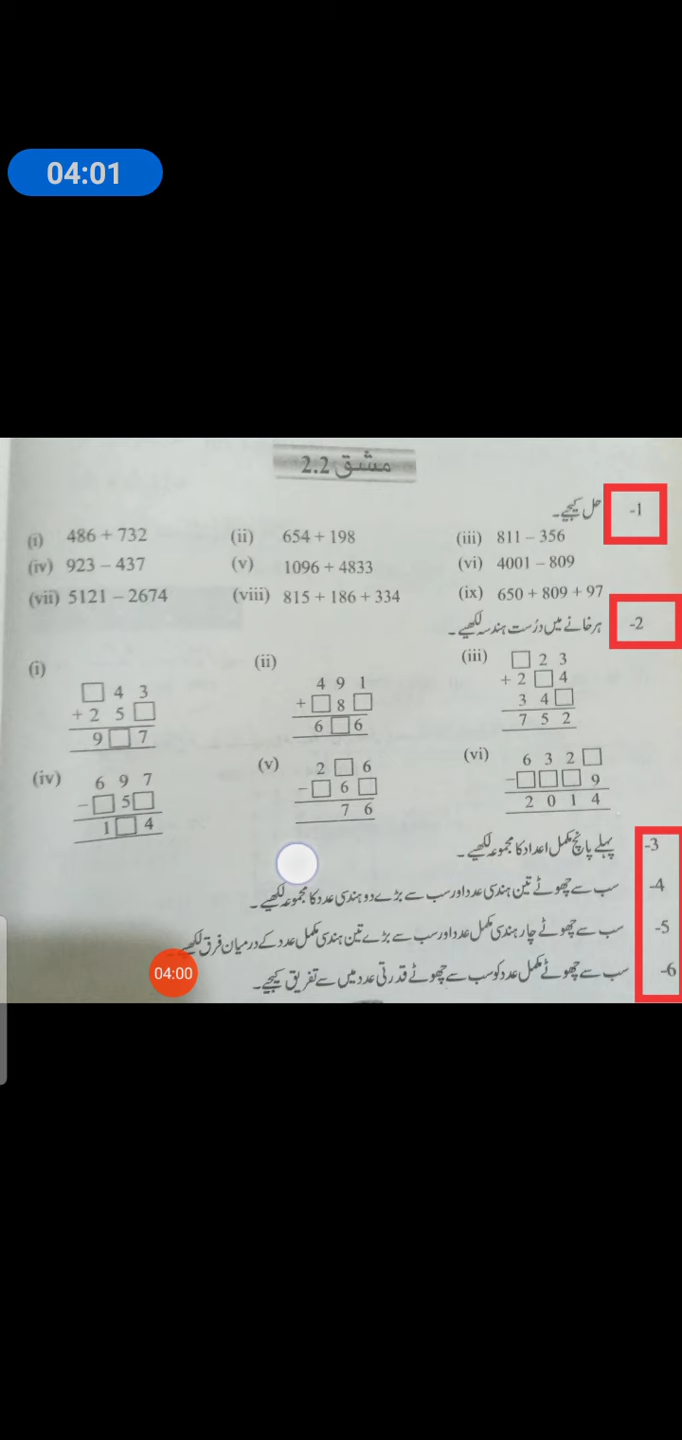 04:01
مشق 2.2
-1 حل کیجیے۔
(i) 486 + 732 (ii) 654 + 198 (iii) 811 – 356
(iv) 923 – 437 (v) 1096 + 4833 (vi) 4001 – 809
(vii) 5121 – 2674 (viii) 815 + 186 + 334 (ix) 650 + 809 + 97
-2 ہر خانے میں درُست ہندسہ لکھیے۔
(i) (ii) (iii)
□ 4 3
+ 2 5 □
9 □ 7
4 9 1
+ □ 8 □
6 □ 6
□ 2 3
+ 2 □ 4
3 4 □
7 5 2
(iv) (v) (vi)
6 9 7
– □ 5 □
1 □ 4
2 □ 6
– □ 6 □
7 6
6 3 2 □
– □ □ □ 9
2 0 1 4
-3 پہلے پانچ مکمل اعداد کا مجموعہ لکھیے۔
-4 سب سے چھوٹے تین ہندسی عدد اور سب سے بڑے دو ہندسی عدد کا مجموعہ لکھیے۔
-5 سب سے چھوٹے چار ہندسی مکمل عدد اور سب سے بڑے تین ہندسی مکمل عدد کے درمیان فرق لکھیے۔
04:00
-6 سب سے چھوٹے مکمل عدد کو سب سے چھوٹے قدرتی عدد میں سے تفریق کیجیے۔